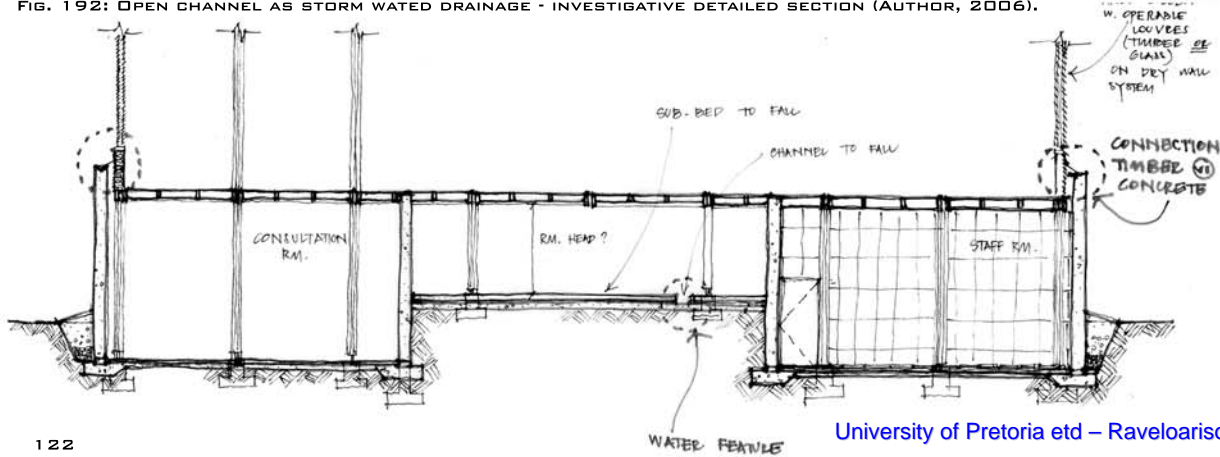 FIG. 192: OPEN CHANNEL AS STORM WATED DRAINAGE - INVESTIGATIVE DETAILED SECTION (AUTHOR, 2006).
W. OPERABLE
LOUVRES
(TIMBER OR
GLASS)
ON DRY WALL
SYSTEM
SUB-BED TO FALL
CHANNEL TO FALL
CONNECTION
TIMBER VI
CONCRETE
CONSULTATION
RM.
RM. HEAD?
STAFF RM.
WATER FEATURE
122
University of Pretoria etd – Raveloariso